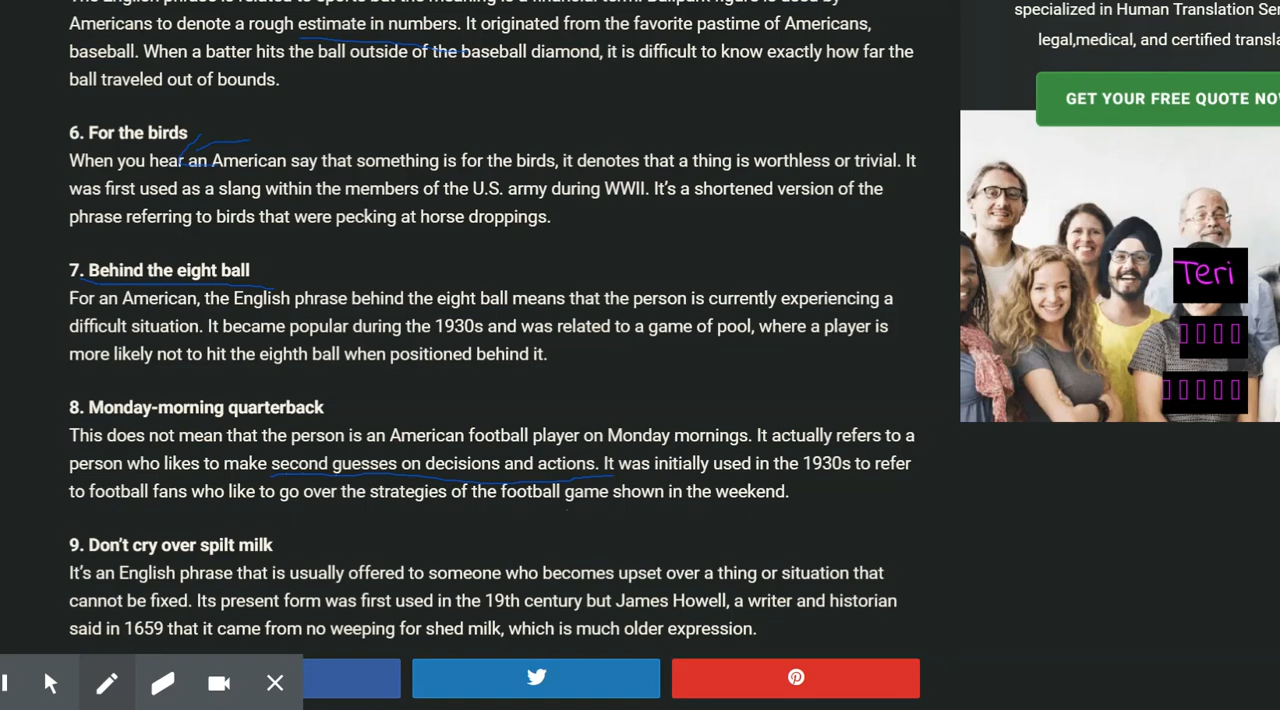 Americans to denote a rough estimate in numbers. It originated from the favorite pastime of Americans,
baseball. When a batter hits the ball outside of the baseball diamond, it is difficult to know exactly how far the
ball traveled out of bounds.
6. For the birds
When you hear an American say that something is for the birds, it denotes that a thing is worthless or trivial. It
was first used as a slang within the members of the U.S. army during WWII. It’s a shortened version of the
phrase referring to birds that were pecking at horse droppings.
7. Behind the eight ball
For an American, the English phrase behind the eight ball means that the person is currently experiencing a
difficult situation. It became popular during the 1930s and was related to a game of pool, where a player is
more likely not to hit the eighth ball when positioned behind it.
8. Monday-morning quarterback
This does not mean that the person is an American football player on Monday mornings. It actually refers to a
person who likes to make second guesses on decisions and actions. It was initially used in the 1930s to refer
to football fans who like to go over the strategies of the football game shown in the weekend.
9. Don’t cry over spilt milk
It’s an English phrase that is usually offered to someone who becomes upset over a thing or situation that
cannot be fixed. Its present form was first used in the 19th century but James Howell, a writer and historian
said in 1659 that it came from no weeping for shed milk, which is much older expression.
specialized in Human Translation
legal,medical, and certified
GET YOUR FREE QUOTE
Teri